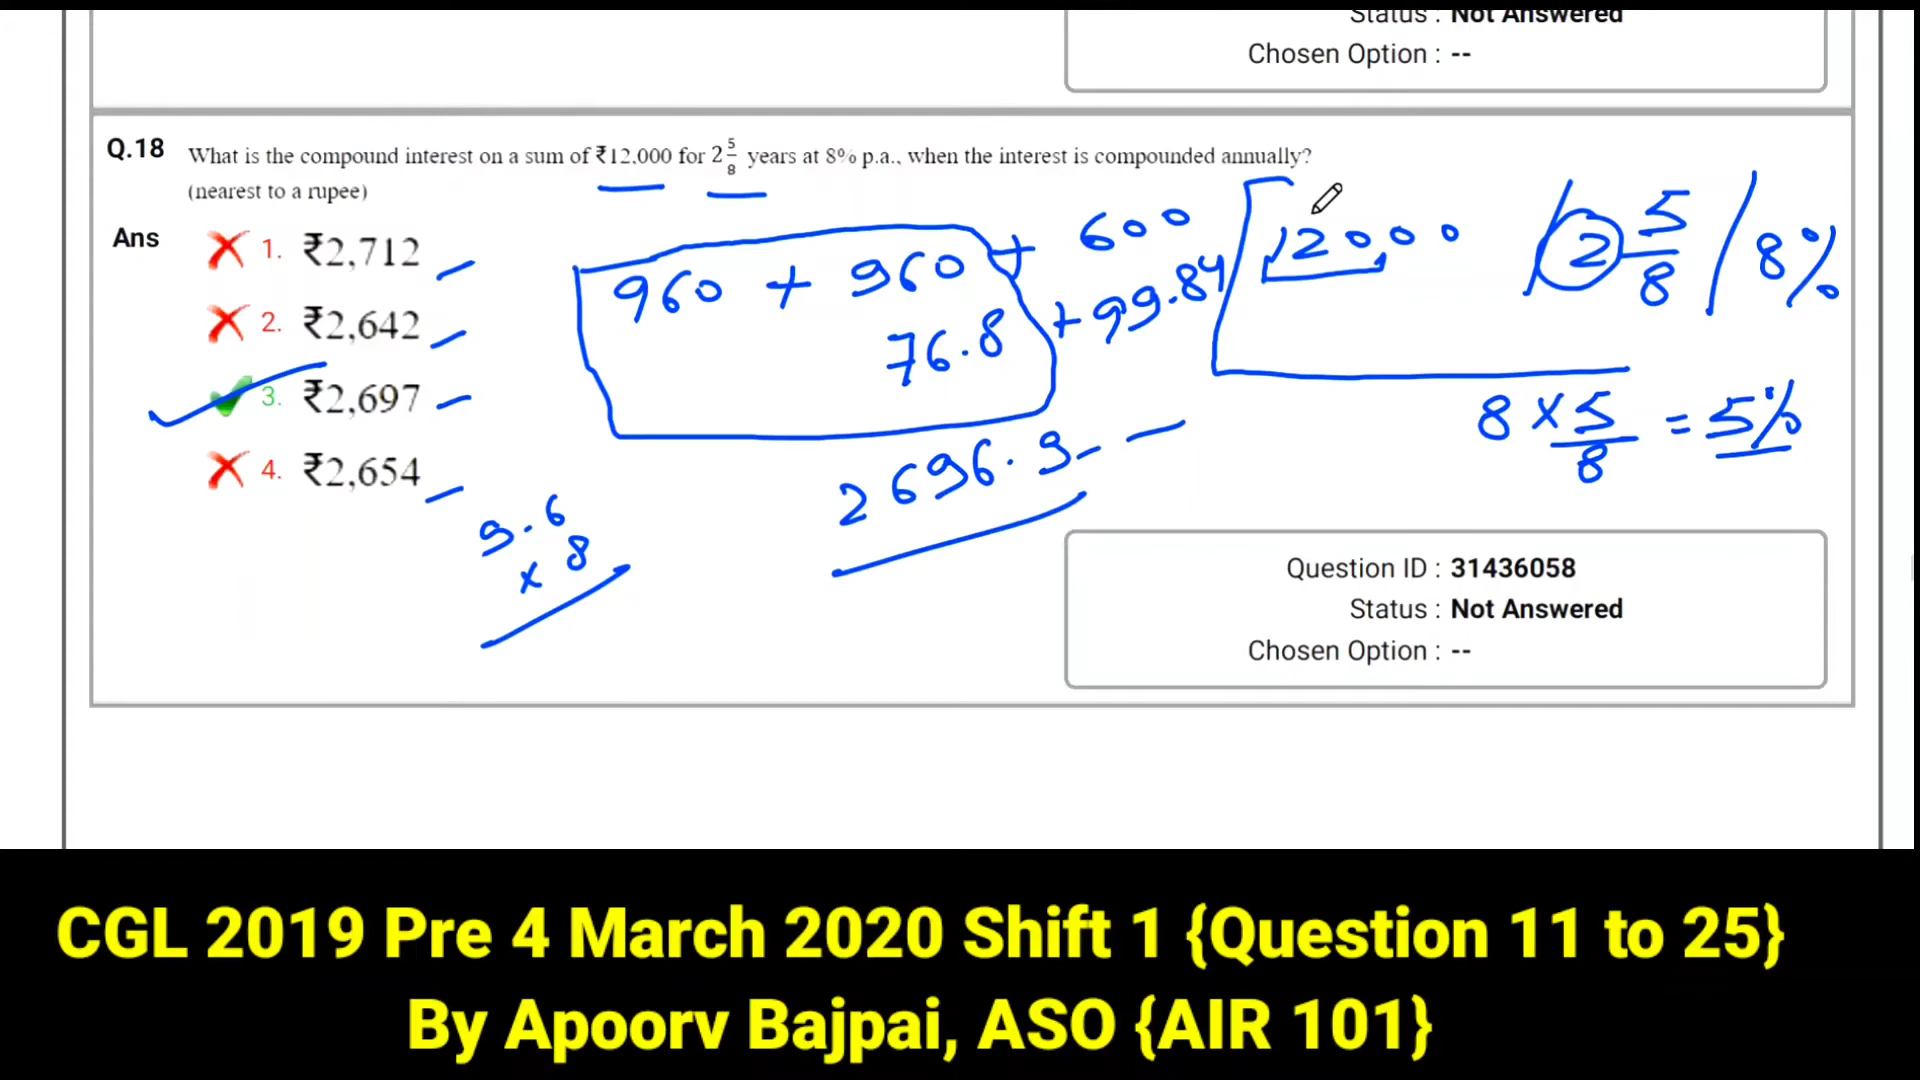 Status : Not Answered
Chosen Option : --
Q.18 What is the compound interest on a sum of ₹12,000 for 2 5/8 years at 8% p.a., when the interest is compounded annually?
(nearest to a rupee)
Ans
1. ₹2,712
2. ₹2,642
3. ₹2,697
4. ₹2,654
960 + 960 + 600
76.8 + 99.84
2696.9
9.6
× 8
12000
2 5/8 / 8%
8 × 5/8 = 5%
Question ID : 31436058
Status : Not Answered
Chosen Option : --
CGL 2019 Pre 4 March 2020 Shift 1 {Question 11 to 25}
By Apoorv Bajpai, ASO {AIR 101}